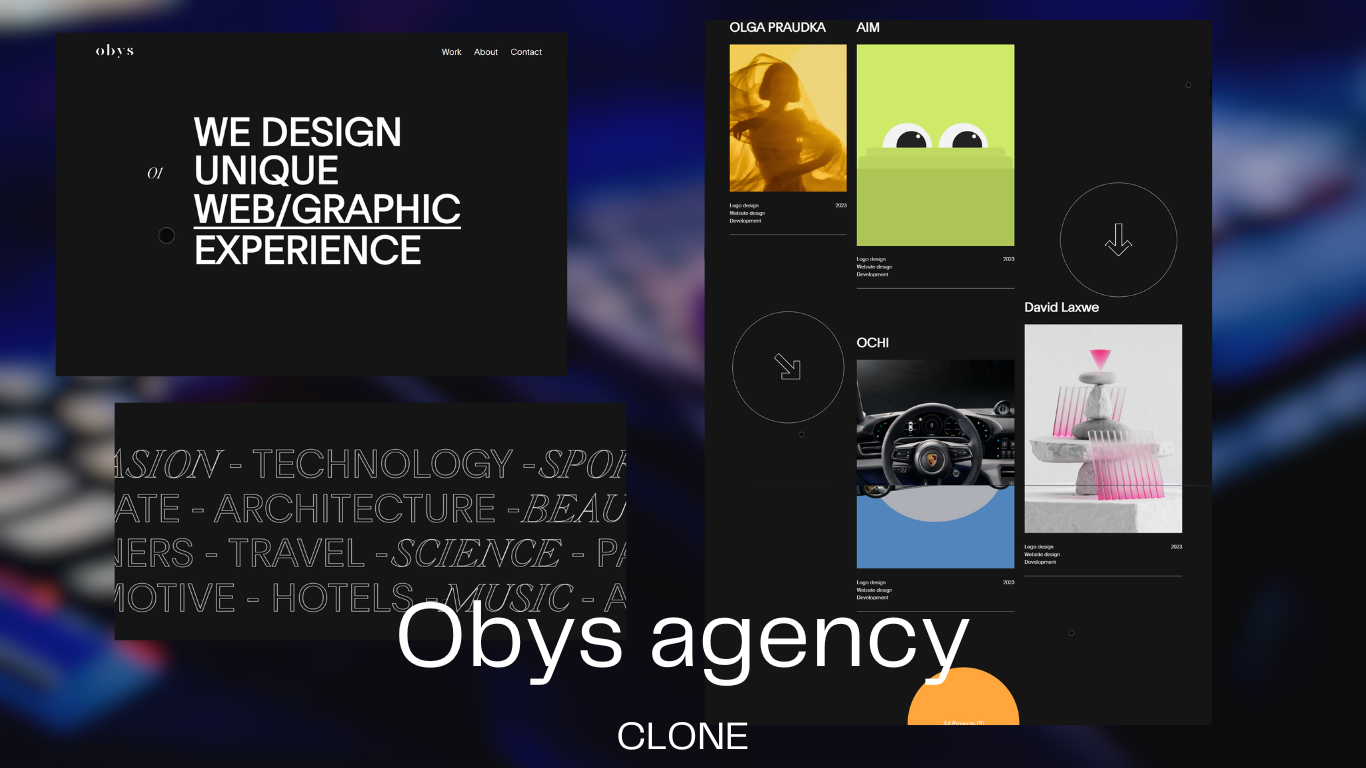 obys
Work About Contact
01
WE DESIGN
UNIQUE
WEB/GRAPHIC
EXPERIENCE
ASION - TECHNOLOGY - SPOR
ATE - ARCHITECTURE - BEAU
NERS - TRAVEL - SCIENCE - PA
MOTIVE - HOTELS - MUSIC - A
OLGA PRAUDKA
Logo design 2023
Website design
Development
AIM
Logo design 2023
Website design
Development
OCHI
Logo design 2023
Website design
Development
David Laxwe
Logo design 2023
Website design
Development
Obys agency
CLONE